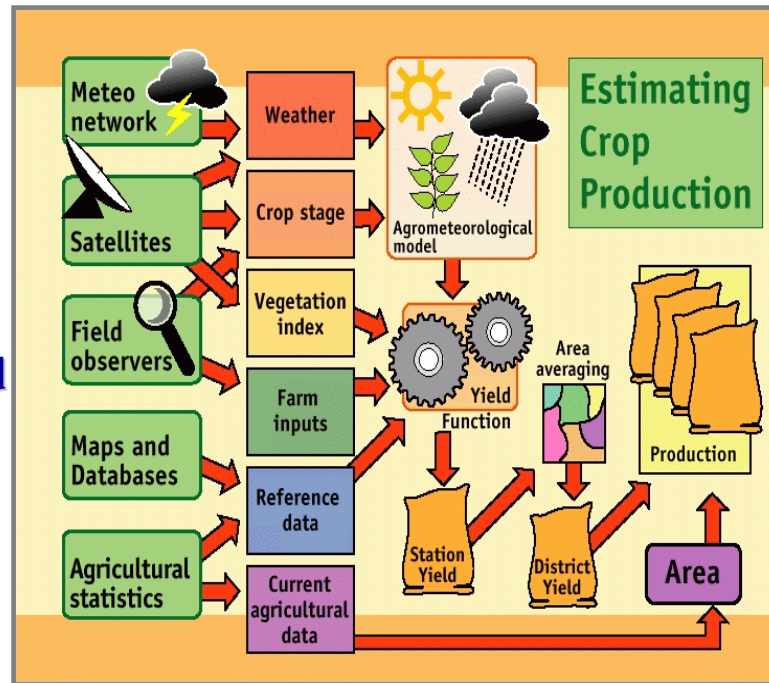 Estimating
Crop
Production
Meteo
network
Satellites
Field
observers
Maps and
Databases
Agricultural
statistics
Weather
Crop stage
Vegetation
index
Farm
inputs
Reference
data
Current
agricultural
data
Agrometeorological
model
Yield
Function
Station
Yield
Area
averaging
District
Yield
Production
Area